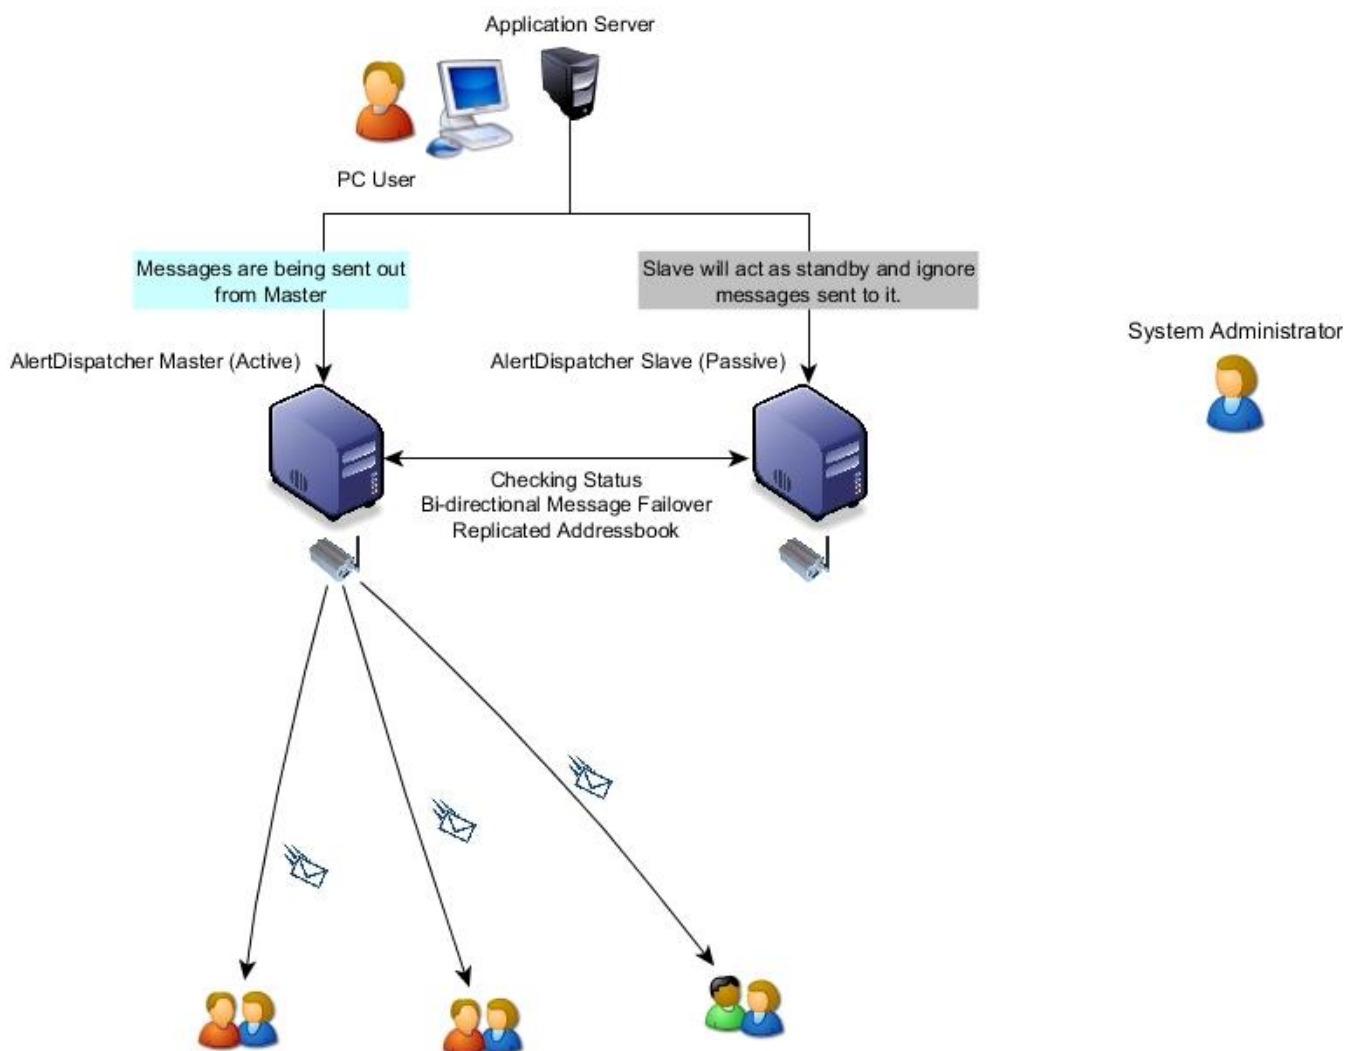 Application Server
PC User
Messages are being sent out
from Master
Slave will act as standby and ignore
messages sent to it.
System Administrator
AlertDispatcher Master (Active)
AlertDispatcher Slave (Passive)
Checking Status
Bi-directional Message Failover
Replicated Addressbook